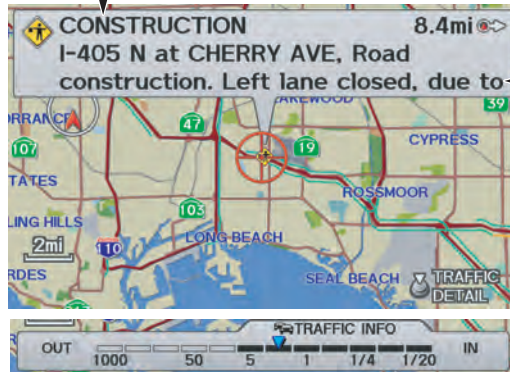 CONSTRUCTION 8.4mi
I-405 N at CHERRY AVE, Road
construction. Left lane closed, due to
39
47
19
CYPRESS
107
ROSSMOOR
103
LING HILLS
2mi
110
LONG BEACH
RDES
SEAL BEACH
TRAFFIC
DETAIL
TRAFFIC INFO
OUT 1000 50 5 1 1/4 1/20 IN